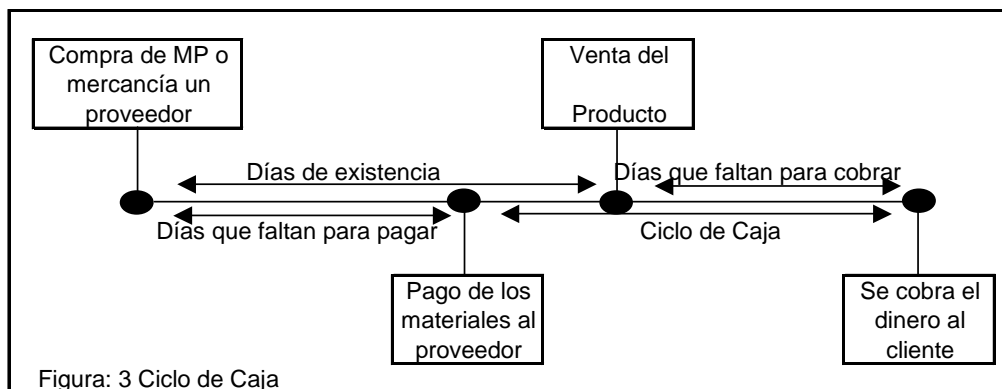 Compra de MP o
mercancía un
proveedor
Venta del
Producto
Días de existencia
Días que faltan para cobrar
Días que faltan para pagar
Ciclo de Caja
Pago de los
materiales al
proveedor
Se cobra el
dinero al
cliente
Figura: 3 Ciclo de Caja